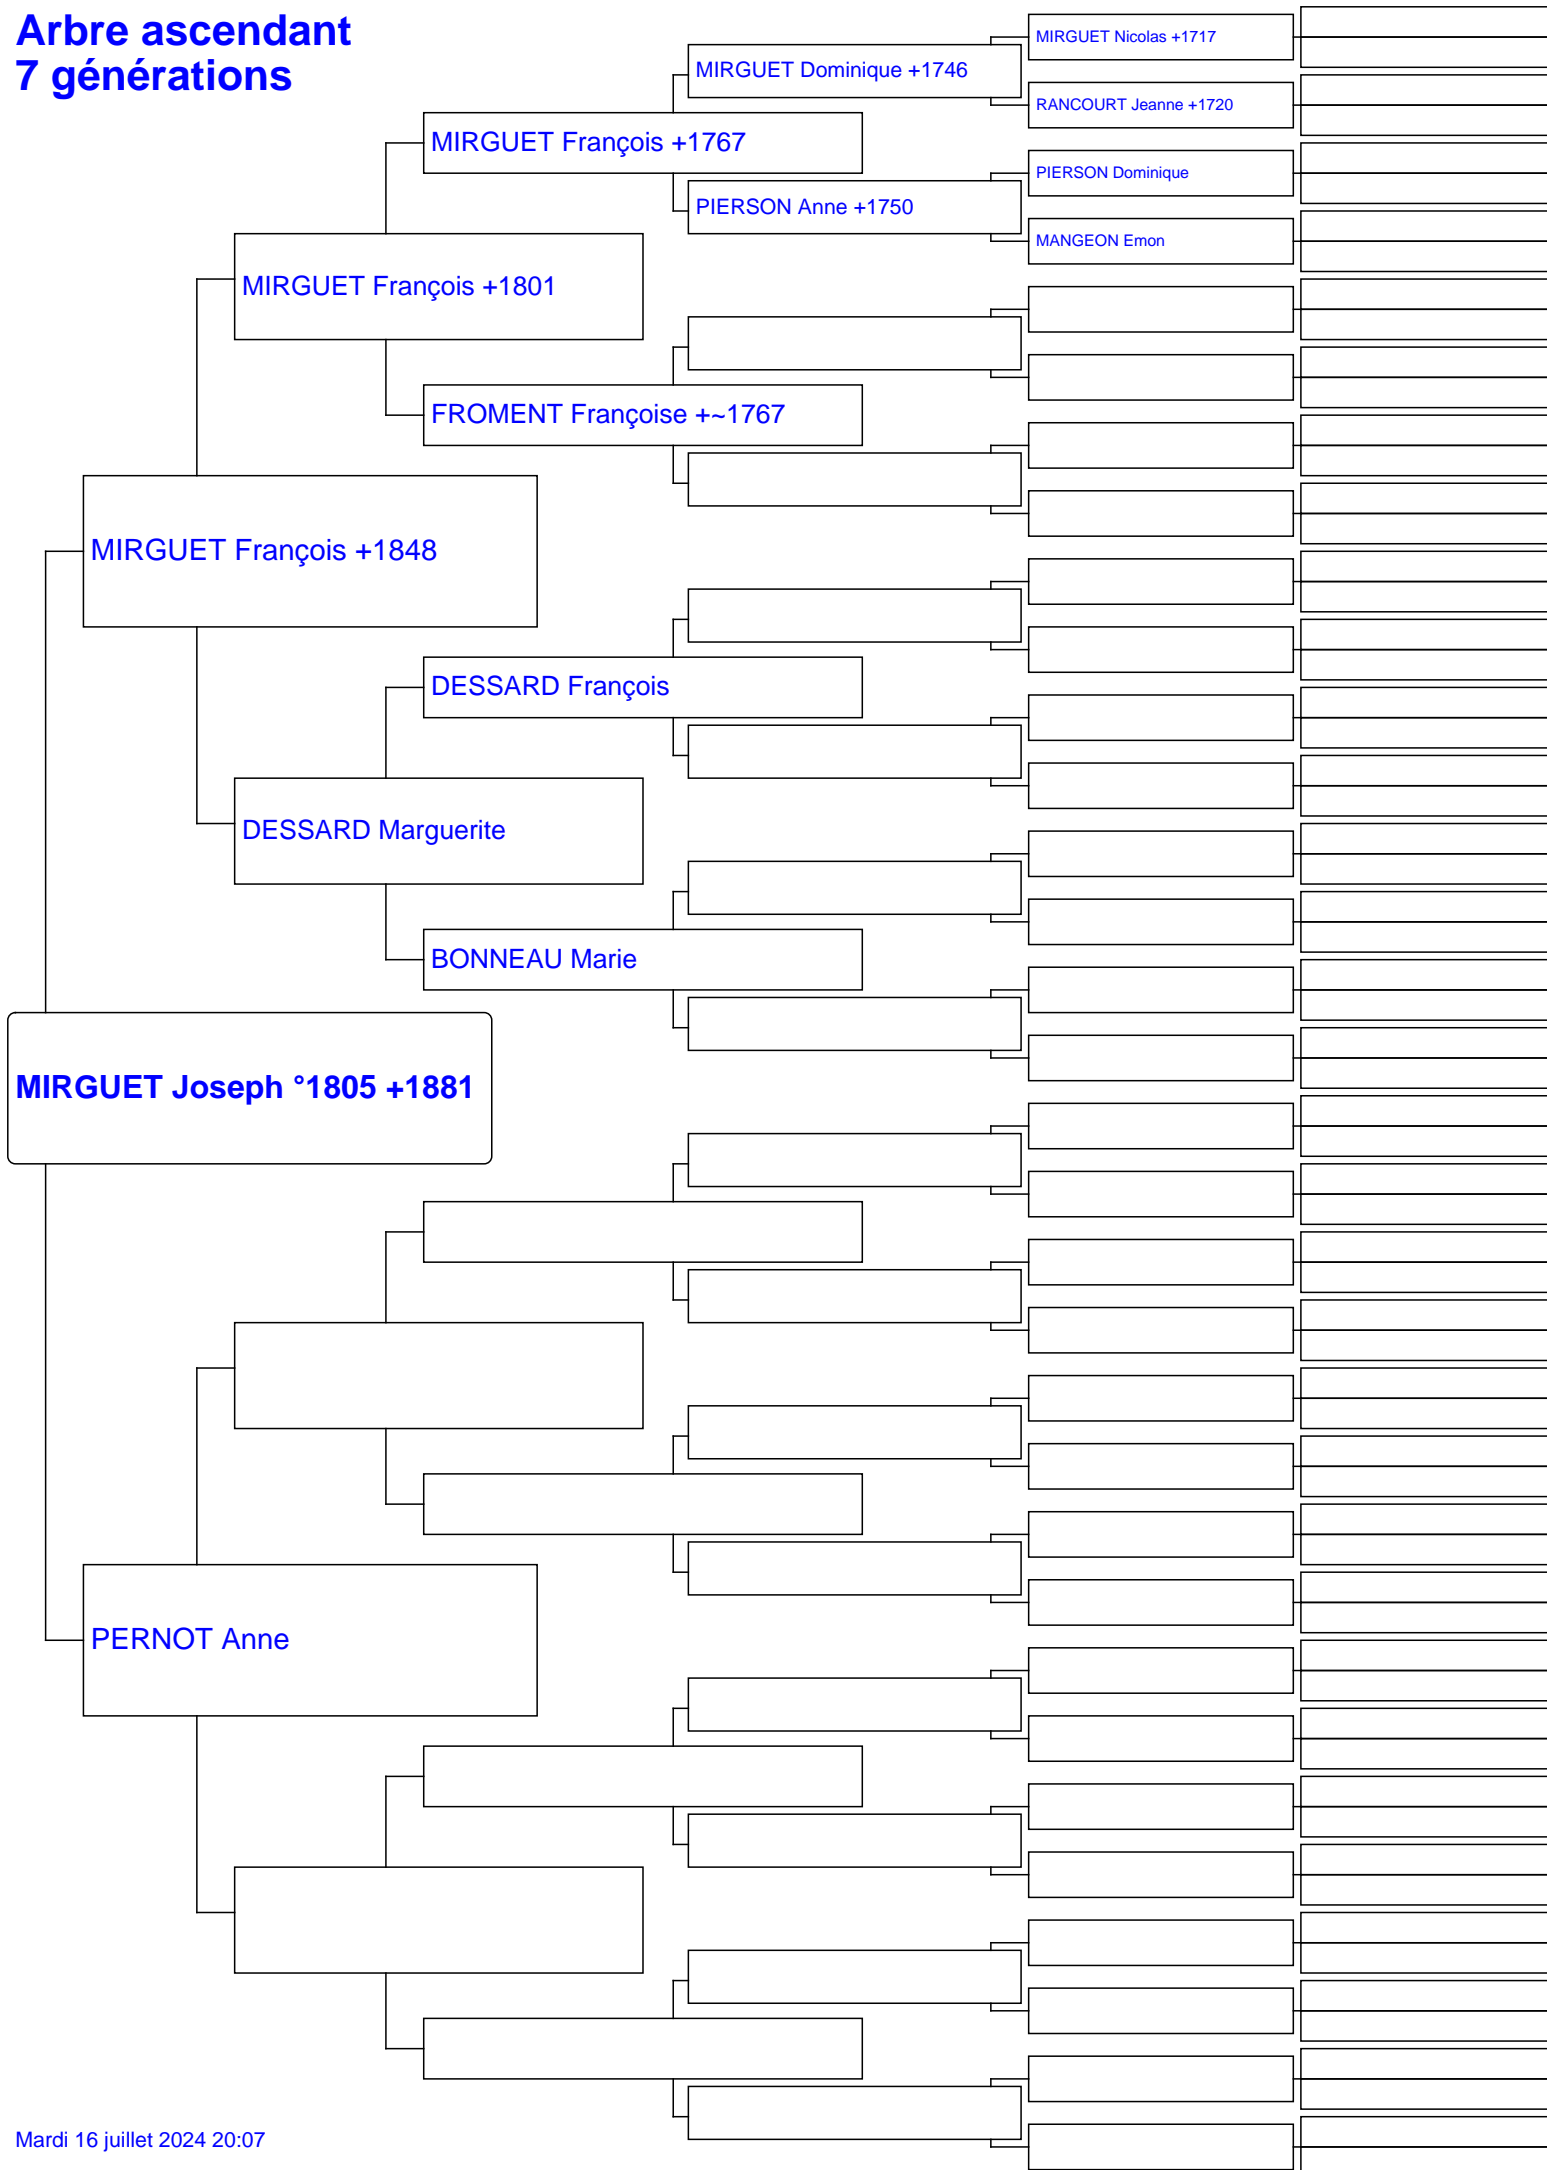 Arbre ascendant
7 générations
MIRGUET Nicolas +1717
MIRGUET Dominique +1746
RANCOURT Jeanne +1720
MIRGUET François +1767
PIERSON Dominique
PIERSON Anne +1750
MANGEON Emon
MIRGUET François +1801
FROMENT Françoise +~1767
MIRGUET François +1848
DESSARD François
DESSARD Marguerite
BONNEAU Marie
MIRGUET Joseph °1805 +1881
PERNOT Anne
Mardi 16 juillet 2024 20:07